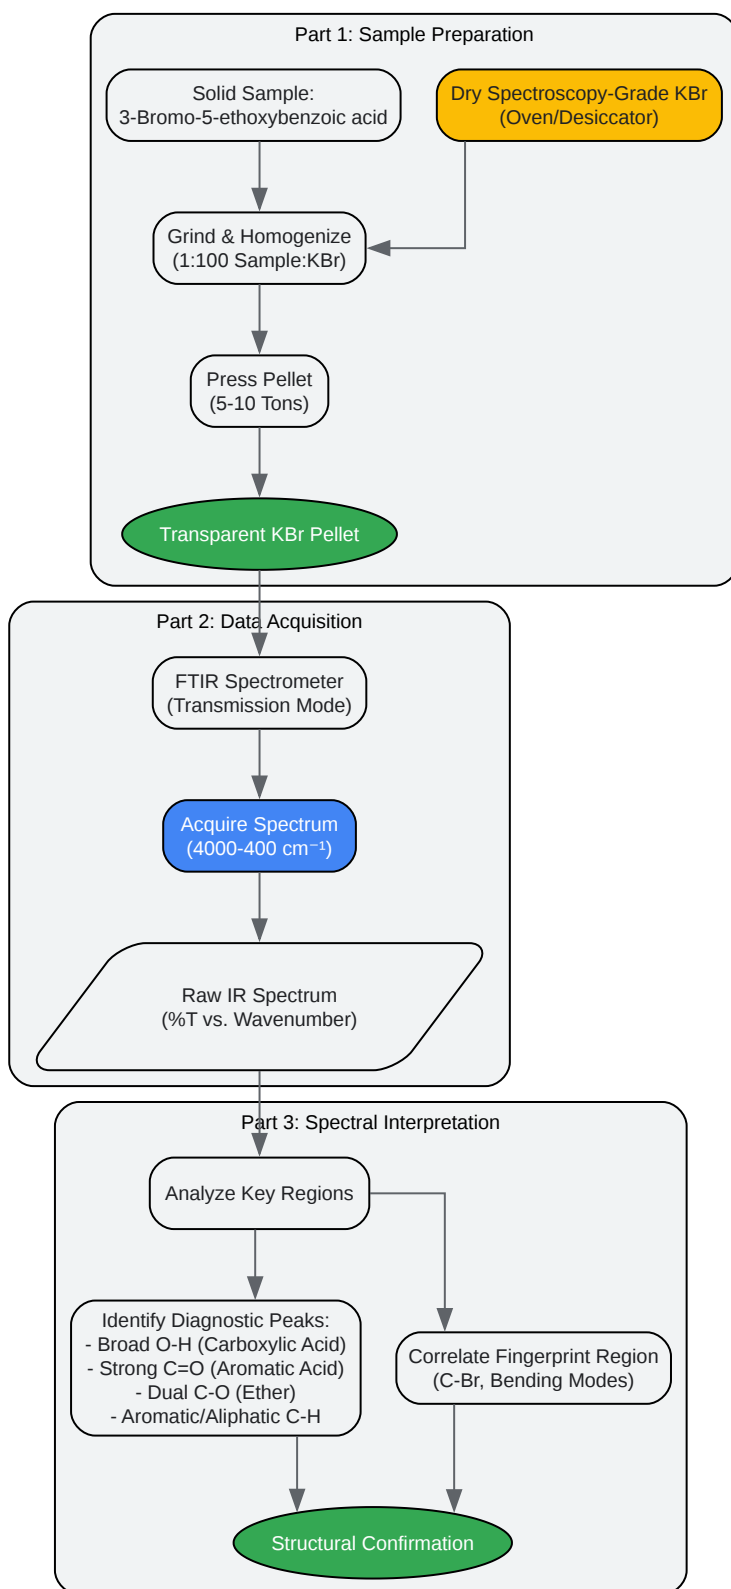 Part 1: Sample Preparation
Solid Sample:
3-Bromo-5-ethoxybenzoic acid
Dry Spectroscopy-Grade KBr
(Oven/Desiccator)
Grind & Homogenize
(1:100 Sample:KBr)
Press Pellet
(5-10 Tons)
Transparent KBr Pellet
Part 2: Data Acquisition
FTIR Spectrometer
(Transmission Mode)
Acquire Spectrum
(4000-400 cm⁻¹)
Raw IR Spectrum
(%T vs. Wavenumber)
Part 3: Spectral Interpretation
Analyze Key Regions
Identify Diagnostic Peaks:
- Broad O-H (Carboxylic Acid)
- Strong C=O (Aromatic Acid)
- Dual C-O (Ether)
- Aromatic/Aliphatic C-H
Correlate Fingerprint Region
(C-Br, Bending Modes)
Structural Confirmation